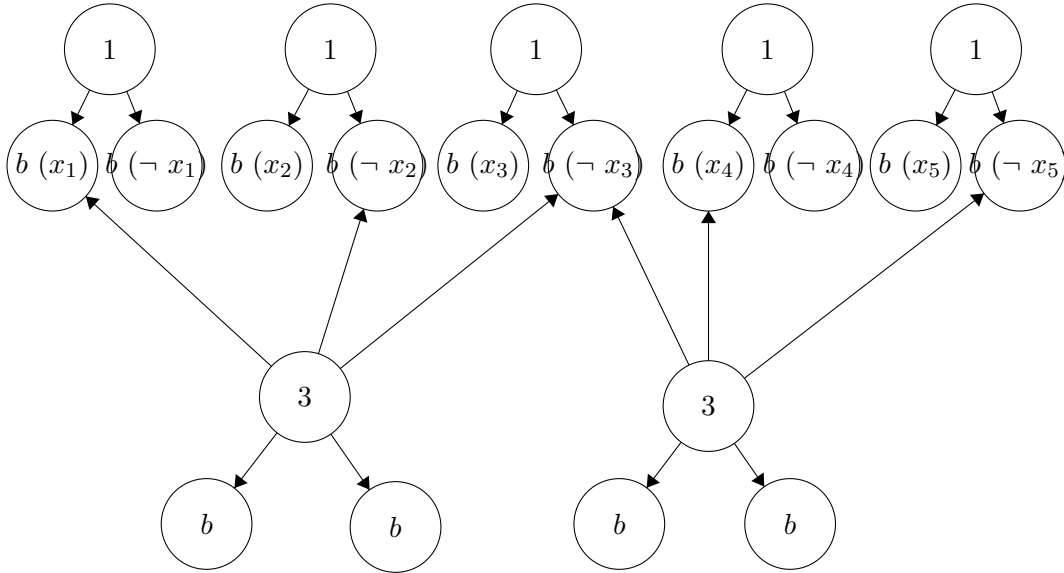 1 1 1 1 1
b (x₁) b (¬ x₁) b (x₂) b (¬ x₂) b (x₃) b (¬ x₃) b (x₄) b (¬ x₄) b (x₅) b (¬ x₅)
3 3
b b b b